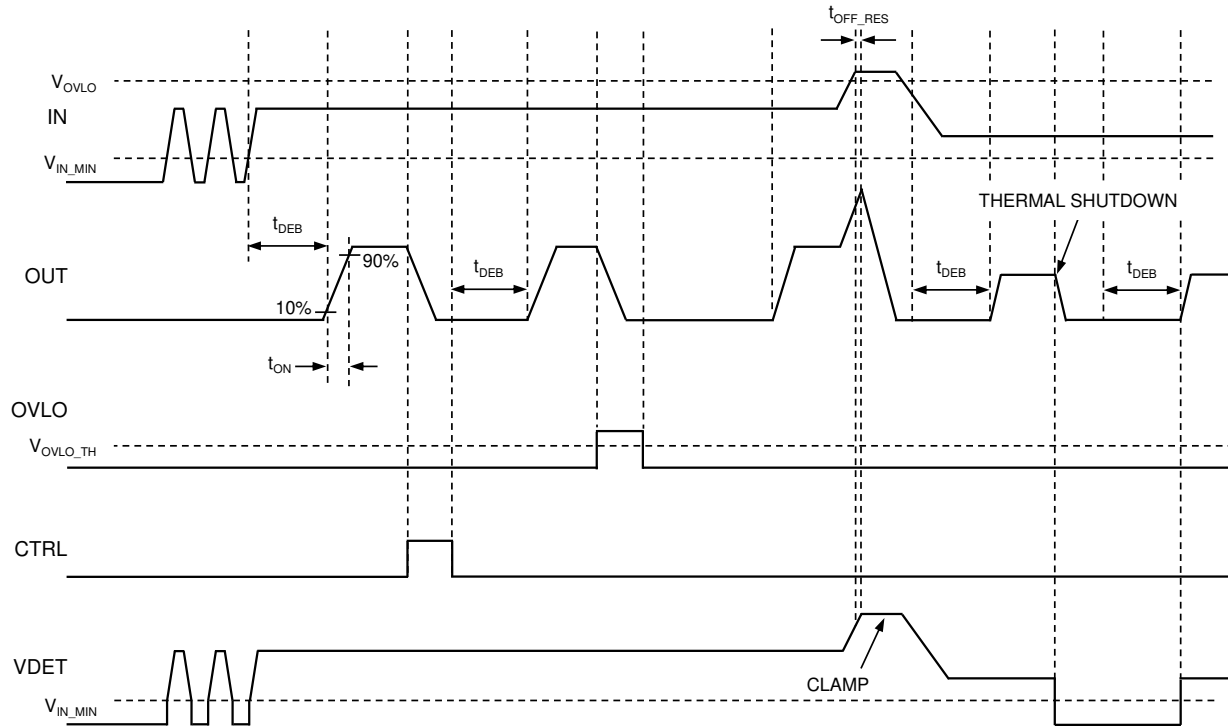 tOFF_RES
VOVLO
IN
VIN_MIN
THERMAL SHUTDOWN
tDEB
OUT
90%
tDEB
tDEB
tDEB
10%
tON
OVLO
VOVLO_TH
CTRL
VDET
CLAMP
VIN_MIN